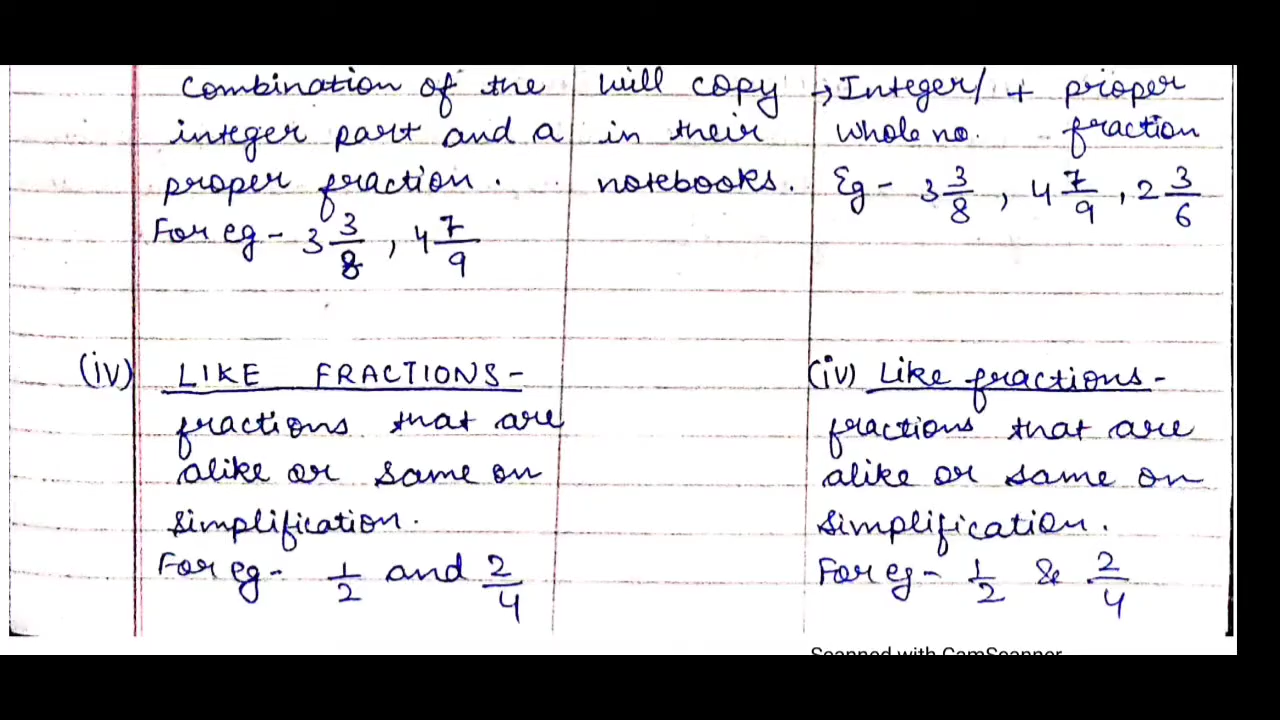 combination of the
integer part and a
proper fraction.
For eg - 3 3/8, 4 7/9
will copy
in their
notebooks.
→ Integer/ + proper
whole no. fraction
Eg - 3 3/8, 4 7/9, 2 3/6
(iv) LIKE FRACTIONS -
fractions that are
alike or same on
simplification.
For eg - 1/2 and 2/4
(iv) Like fractions -
fractions that are
alike or same on
simplification.
For eg - 1/2 & 2/4
Scanned with CamScanner